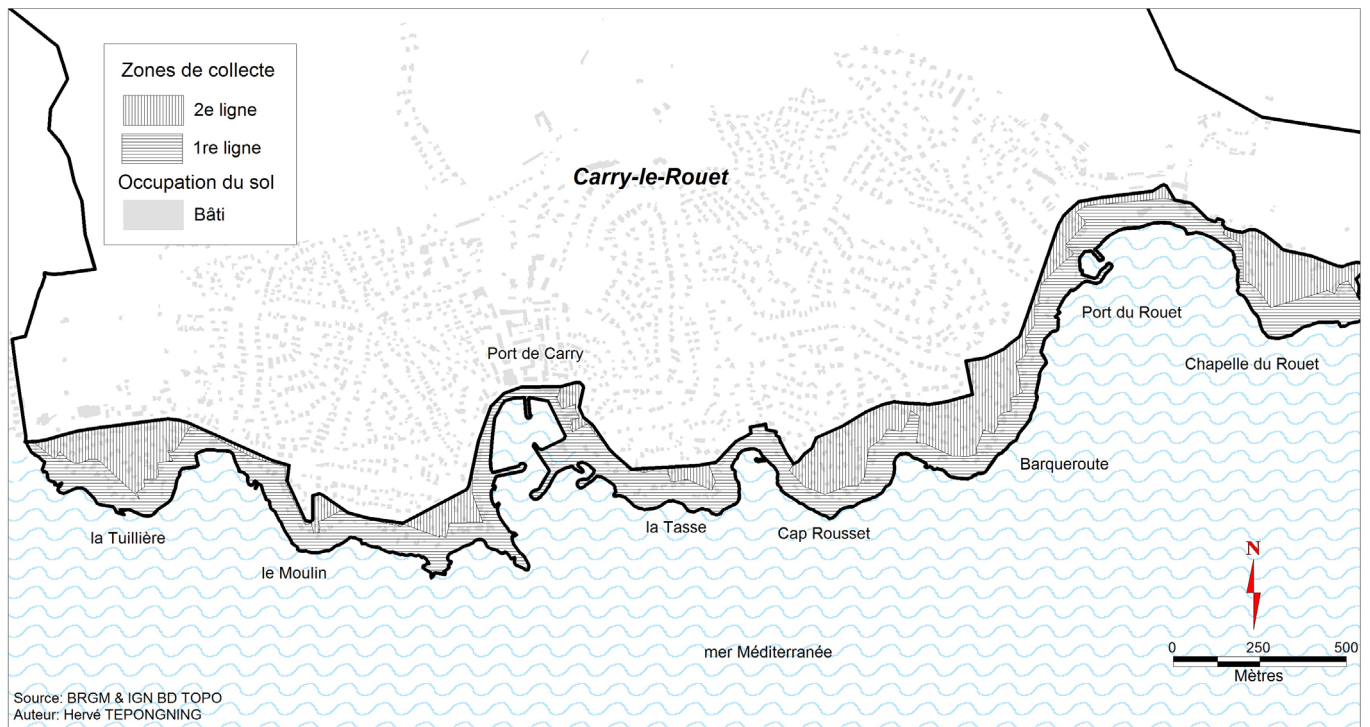 Zones de collecte
2e ligne
1re ligne
Occupation du sol
Bâti
Carry-le-Rouet
Port de Carry
Port du Rouet
Chapelle du Rouet
Barqueroute
la Tuillière
le Moulin
la Tasse
Cap Rousset
mer Méditerranée
N
0 250 500
Mètres
Source: BRGM & IGN BD TOPO
Auteur: Hervé TEPONGNING